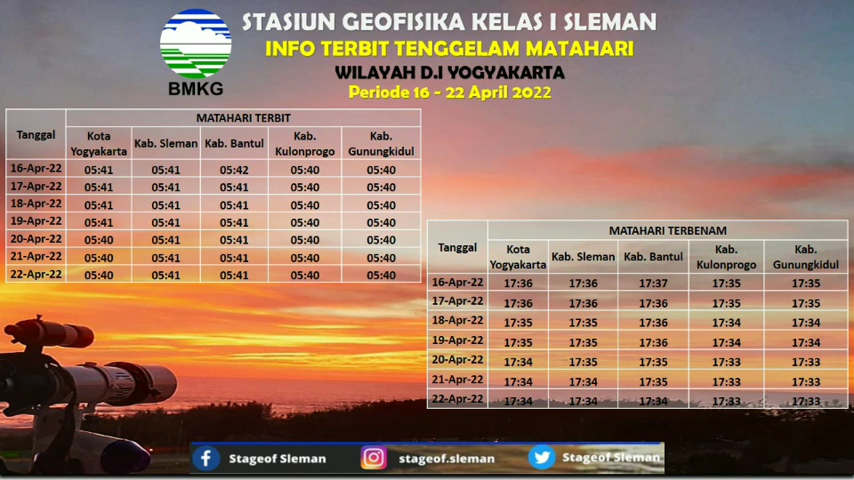 STASIUN GEOFISIKA KELAS I SLEMAN
INFO TERBIT TENGGELAM MATAHARI
WILAYAH D.I YOGYAKARTA
Periode 16 - 22 April 2022
BMKG
Tanggal MATAHARI TERBIT
Kota Yogyakarta Kab. Sleman Kab. Bantul Kab. Kulonprogo Kab. Gunungkidul
16-Apr-22 05:41 05:41 05:42 05:40 05:40
17-Apr-22 05:41 05:41 05:41 05:40 05:40
18-Apr-22 05:41 05:41 05:41 05:40 05:40
19-Apr-22 05:41 05:41 05:41 05:40 05:40
20-Apr-22 05:40 05:41 05:41 05:40 05:40
21-Apr-22 05:40 05:41 05:41 05:40 05:40
22-Apr-22 05:40 05:41 05:41 05:40 05:40
Tanggal MATAHARI TERBENAM
Kota Yogyakarta Kab. Sleman Kab. Bantul Kab. Kulonprogo Kab. Gunungkidul
16-Apr-22 17:36 17:36 17:37 17:35 17:35
17-Apr-22 17:36 17:36 17:36 17:35 17:35
18-Apr-22 17:35 17:35 17:36 17:34 17:34
19-Apr-22 17:35 17:35 17:36 17:34 17:34
20-Apr-22 17:34 17:35 17:35 17:33 17:33
21-Apr-22 17:34 17:34 17:35 17:33 17:33
22-Apr-22 17:34 17:34 17:34 17:33 17:33
Stageof Sleman stageof.sleman Stageof Sleman